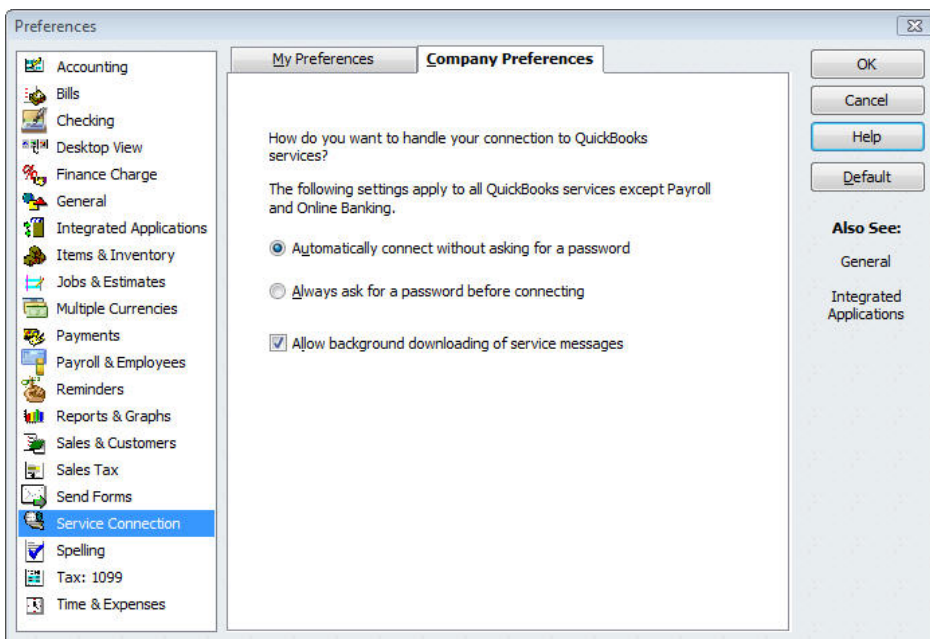 Preferences
Accounting
Bills
Checking
Desktop View
Finance Charge
General
Integrated Applications
Items & Inventory
Jobs & Estimates
Multiple Currencies
Payments
Payroll & Employees
Reminders
Reports & Graphs
Sales & Customers
Sales Tax
Send Forms
Service Connection
Spelling
Tax: 1099
Time & Expenses
My Preferences
Company Preferences
How do you want to handle your connection to QuickBooks
services?
The following settings apply to all QuickBooks services except Payroll
and Online Banking.
Automatically connect without asking for a password
Always ask for a password before connecting
Allow background downloading of service messages
OK
Cancel
Help
Default
Also See:
General
Integrated
Applications